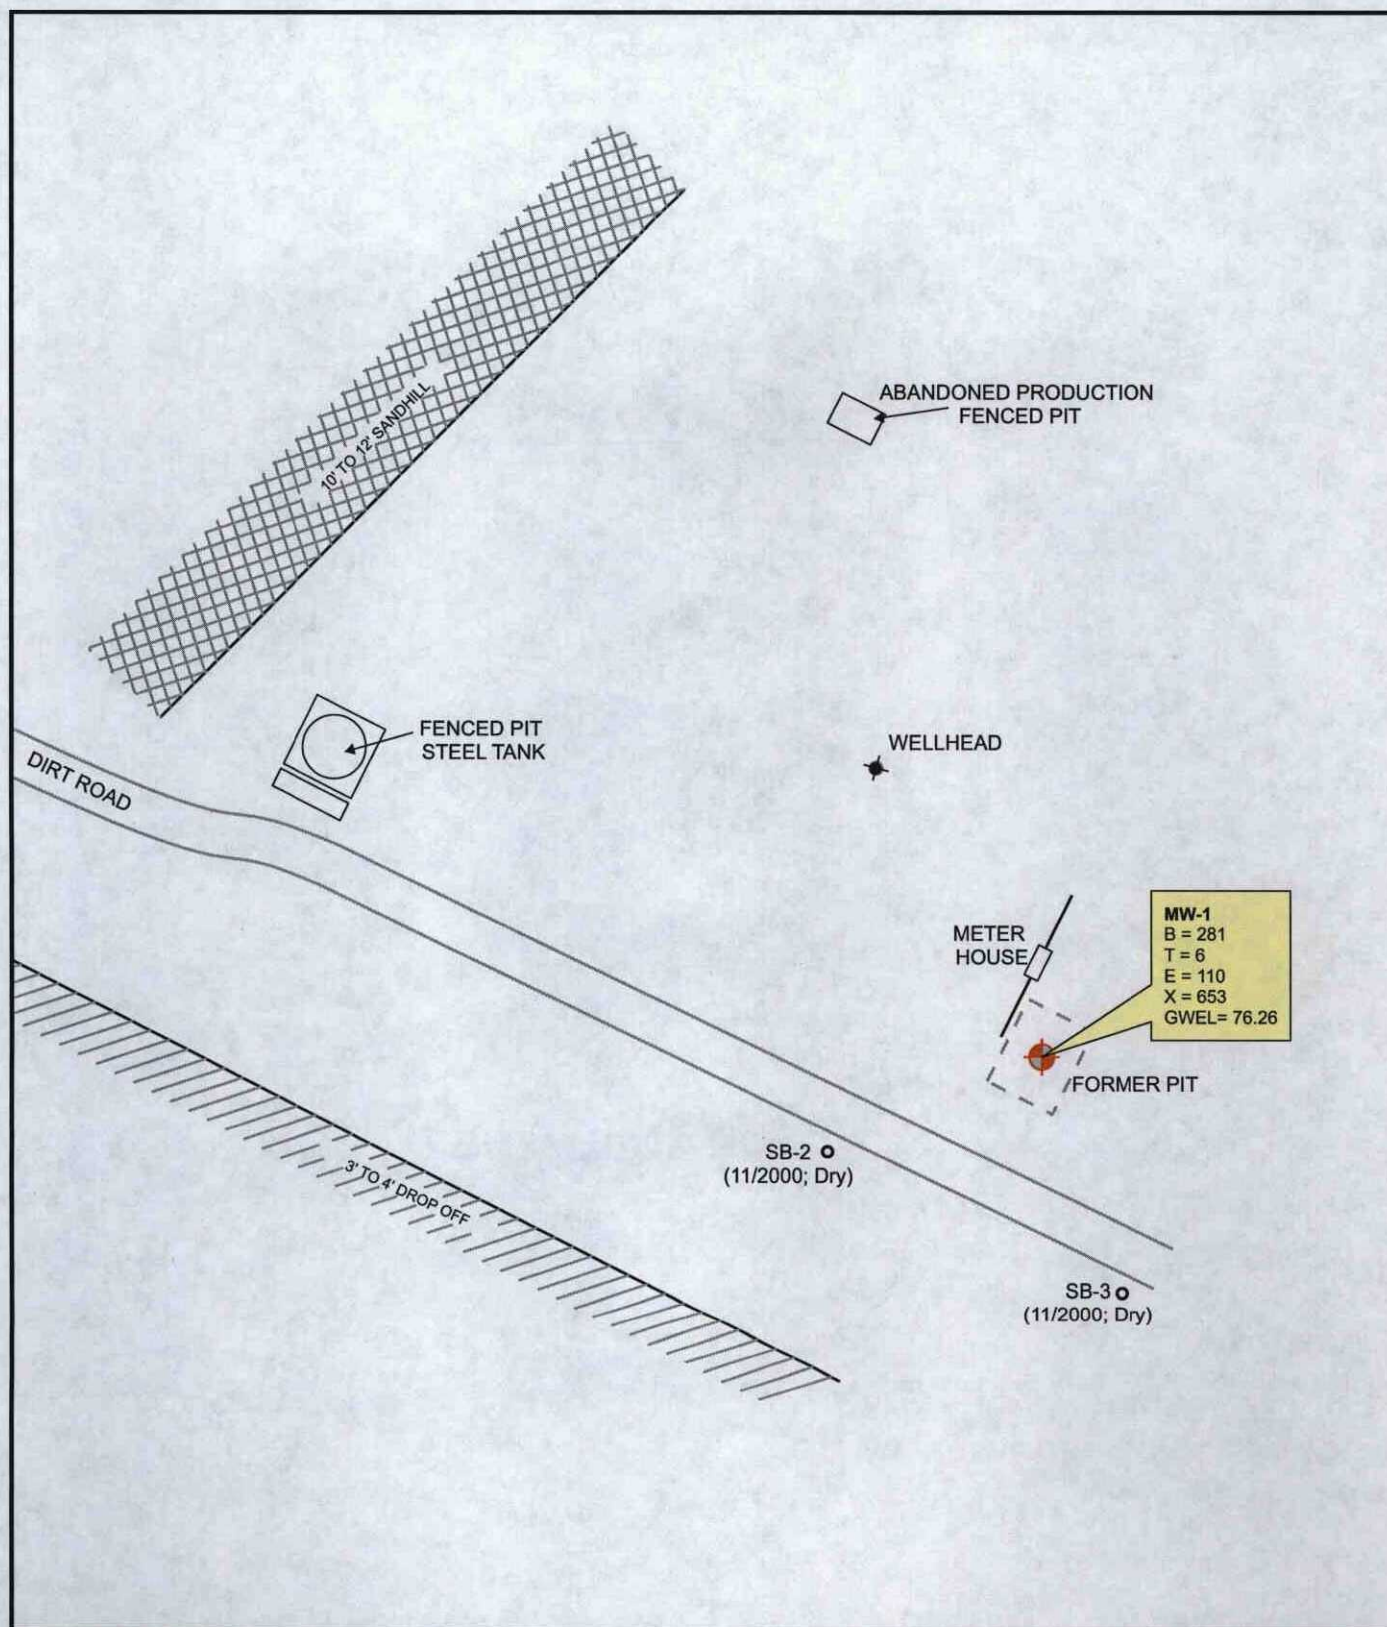 10' TO 12' SANDHILL
ABANDONED PRODUCTION
FENCED PIT
FENCED PIT
STEEL TANK
WELLHEAD
DIRT ROAD
METER
HOUSE
MW-1
B = 281
T = 6
E = 110
X = 653
GWEL= 76.26
FORMER PIT
SB-2
(11/2000; Dry)
3' TO 4' DROP OFF
SB-3
(11/2000; Dry)